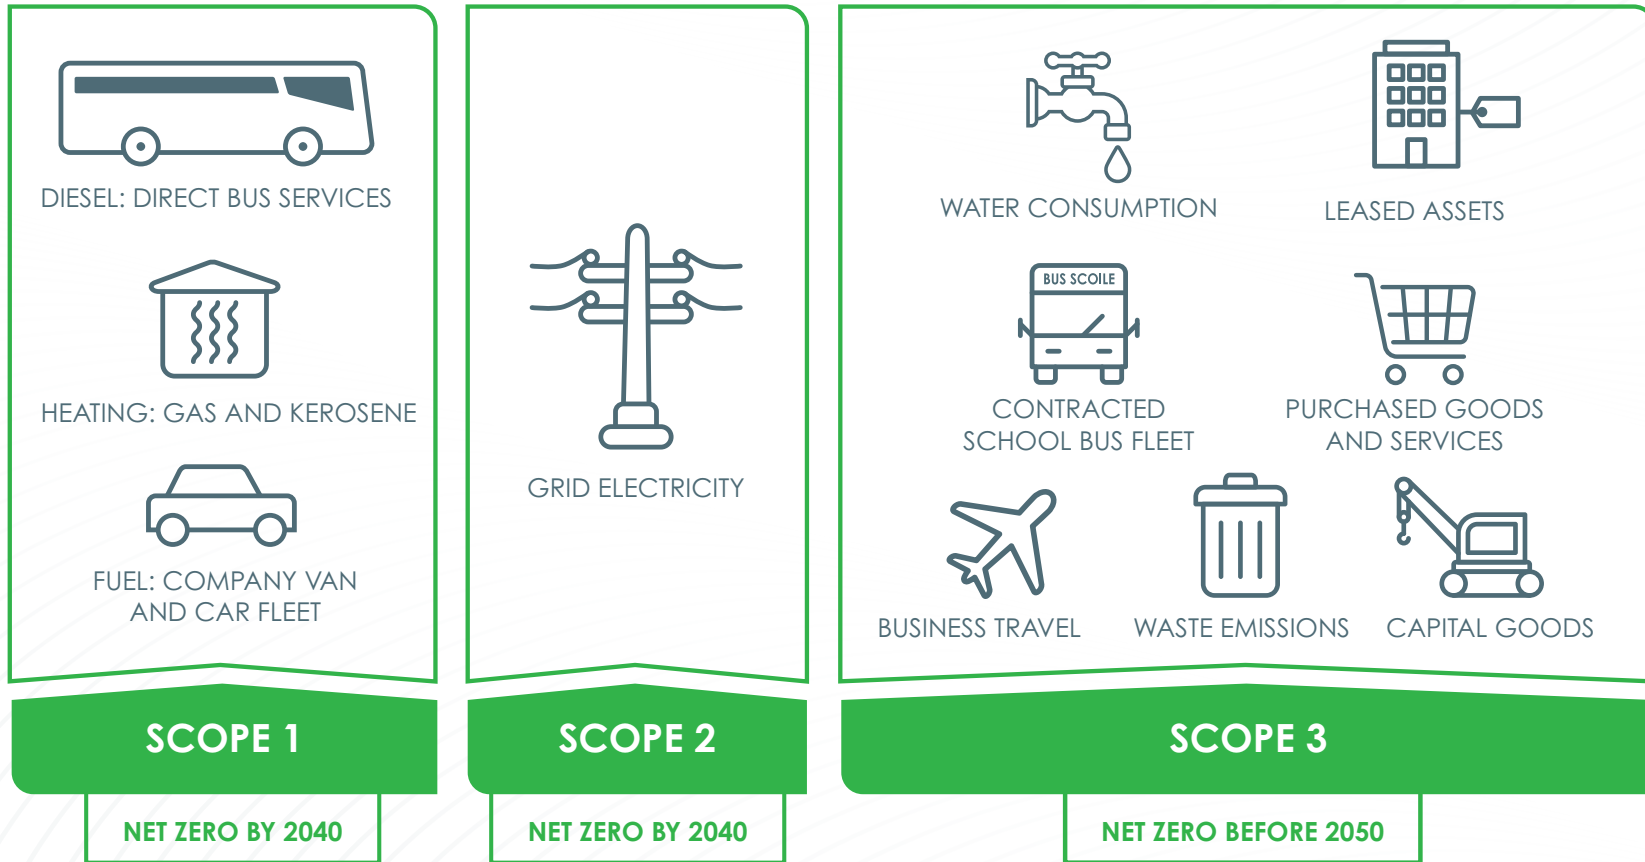 DIESEL: DIRECT BUS SERVICES
HEATING: GAS AND KEROSENE
FUEL: COMPANY VAN
AND CAR FLEET
SCOPE 1
NET ZERO BY 2040
GRID ELECTRICITY
SCOPE 2
NET ZERO BY 2040
WATER CONSUMPTION
LEASED ASSETS
BUS SCOILE
CONTRACTED
SCHOOL BUS FLEET
PURCHASED GOODS
AND SERVICES
BUSINESS TRAVEL
WASTE EMISSIONS
CAPITAL GOODS
SCOPE 3
NET ZERO BEFORE 2050